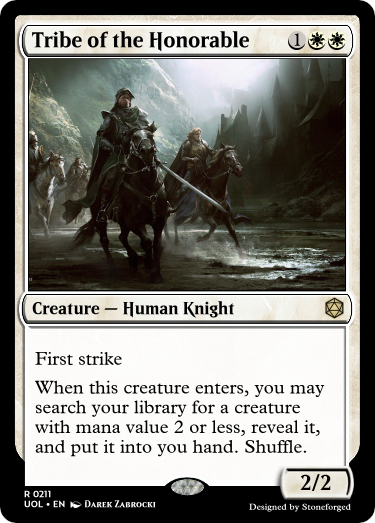 Tribe of the Honorable 1
Creature — Human Knight
First strike
When this creature enters, you may
search your library for a creature
with mana value 2 or less, reveal it,
and put it into you hand. Shuffle.
2/2
R 0211
UOL • EN Darek Zabrocki
Designed by Stoneforged